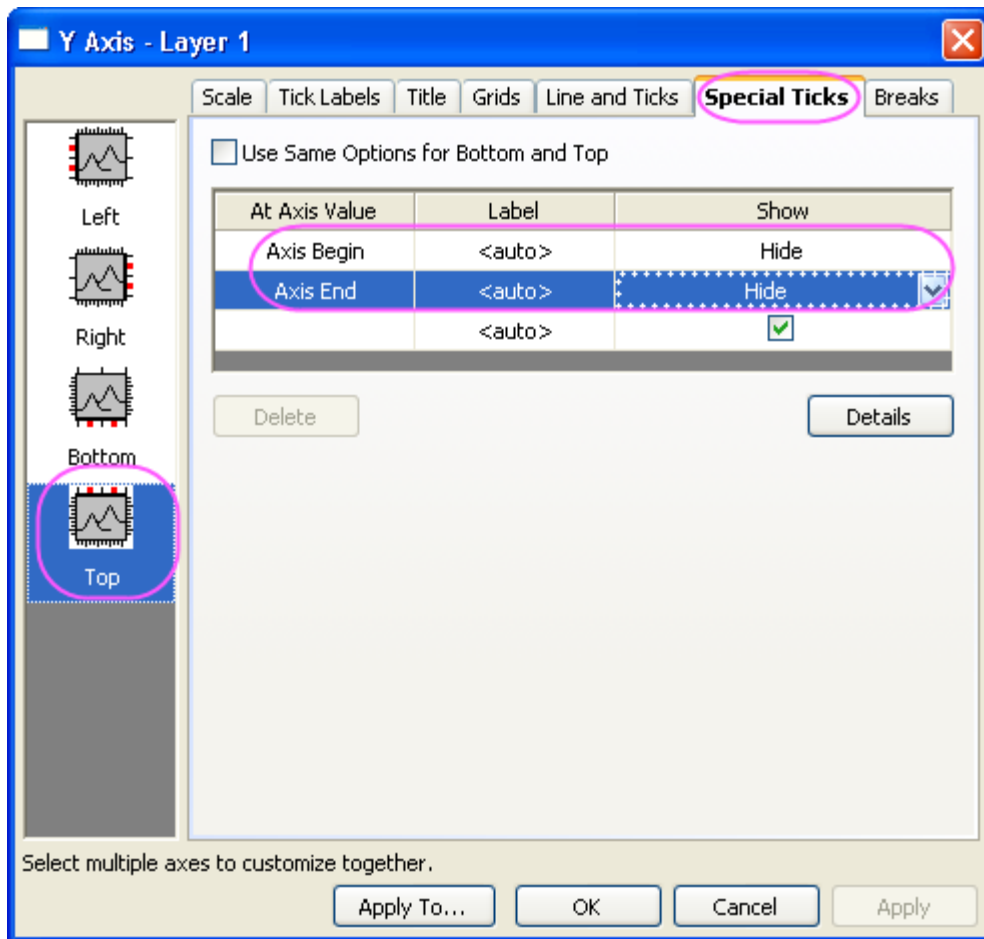 Y Axis - Layer 1
Scale Tick Labels Title Grids Line and Ticks Special Ticks Breaks
Use Same Options for Bottom and Top
At Axis Value Label Show
Axis Begin <auto> Hide
Axis End <auto> Hide
<auto>
Delete Details
Left
Right
Bottom
Top
Select multiple axes to customize together.
Apply To... OK Cancel Apply